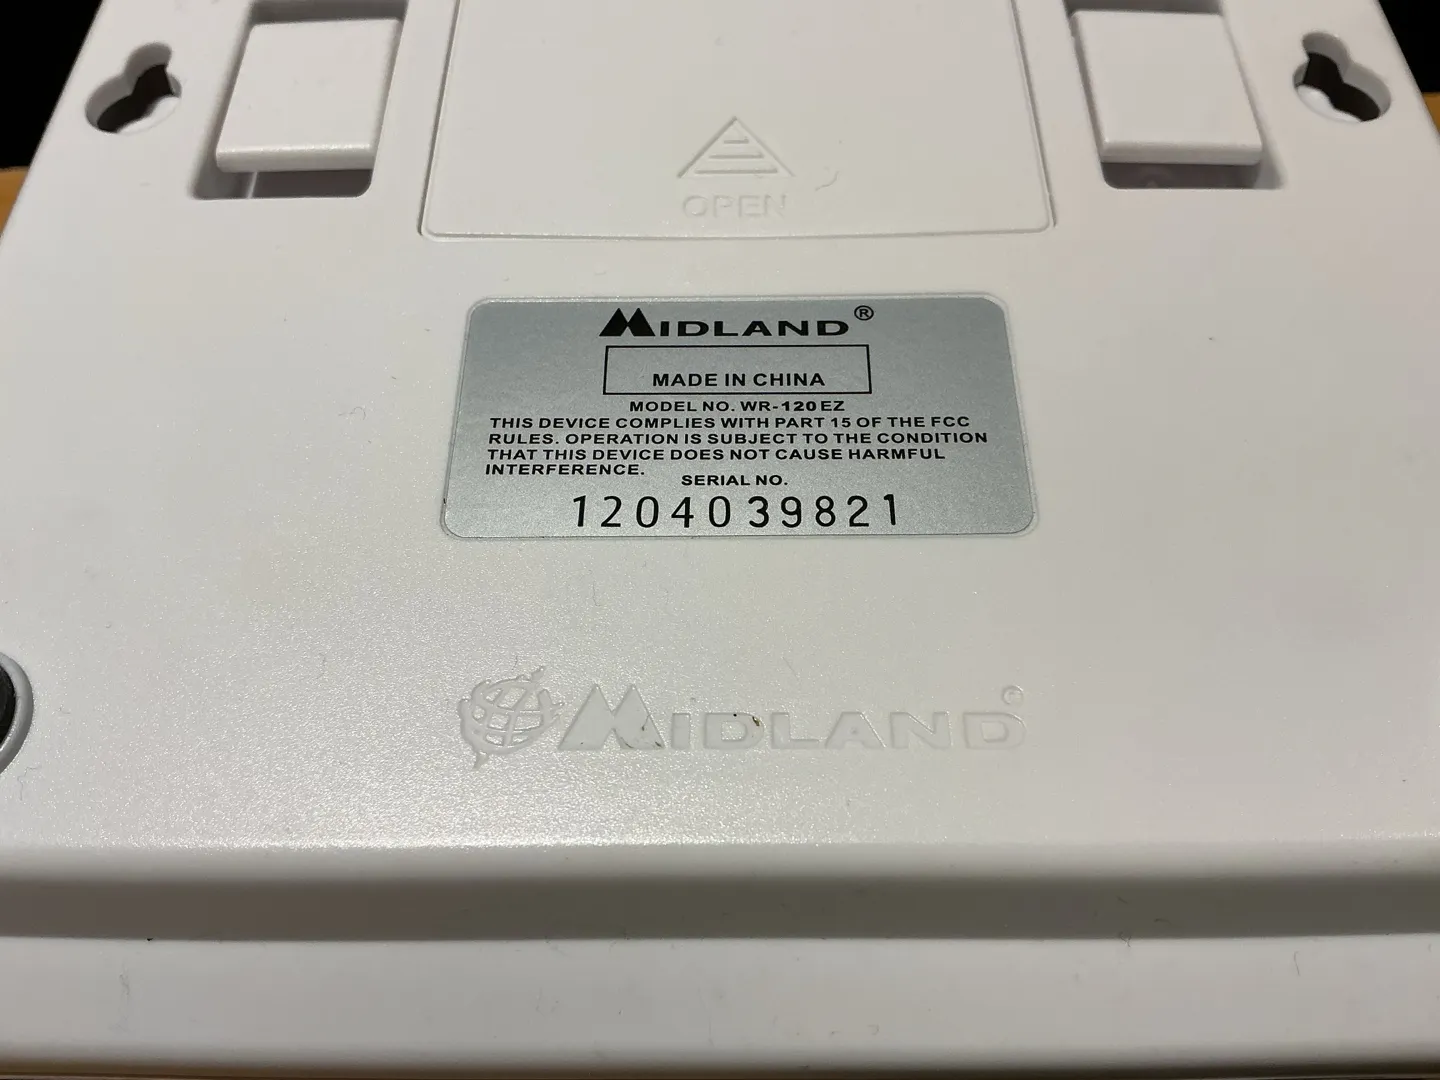 OPEN
MIDLAND®
MADE IN CHINA
MODEL NO. WR-120EZ
THIS DEVICE COMPLIES WITH PART 15 OF THE FCC
RULES. OPERATION IS SUBJECT TO THE CONDITION
THAT THIS DEVICE DOES NOT CAUSE HARMFUL
INTERFERENCE.
SERIAL NO.
1204039821
MIDLAND®